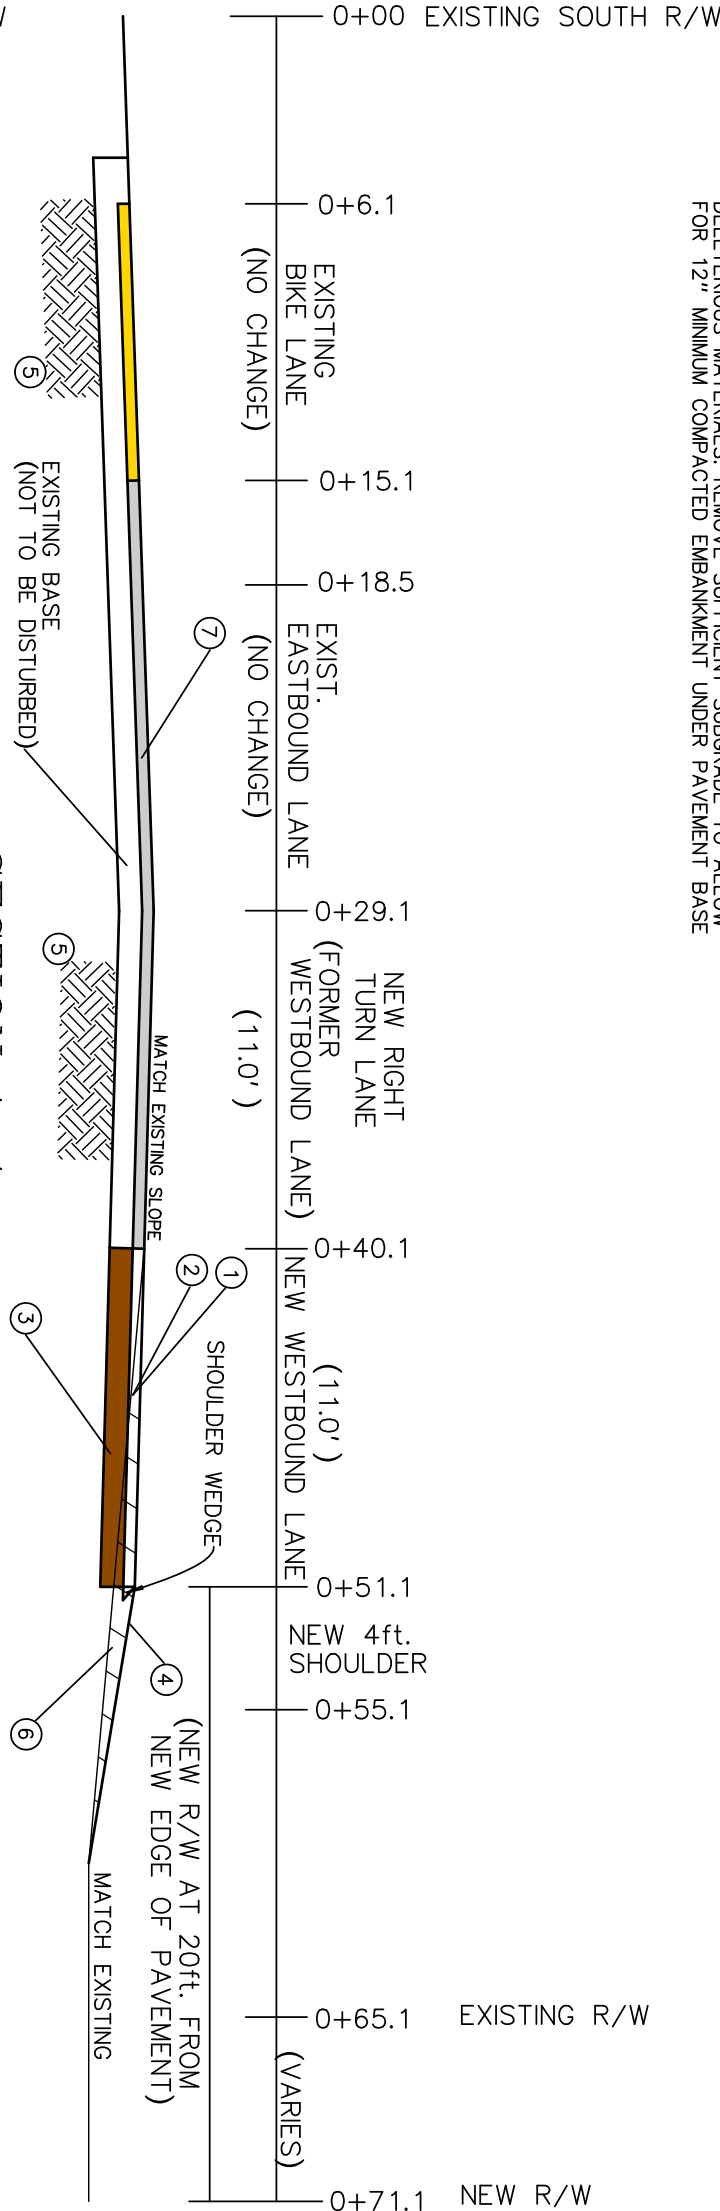 0+00 EXISTING SOUTH R/W
FOR 12" MINIMUM COMPACTED EMBANKMENT UNDER PAVEMENT BASE
0+6.1
EXISTING
BIKE LANE
(NO CHANGE)
5
0+15.1
EXISTING BASE
(NOT TO BE DISTURBED)
0+18.5
7
EXIST.
EASTBOUND LANE
(NO CHANGE)
0+29.1
5
NEW RIGHT
TURN LANE
(FORMER
WESTBOUND LANE)
(11.0')
MATCH EXISTING SLOPE
0+40.1
2
1
3
(11.0')
NEW WESTBOUND LANE
SHOULDER WEDGE
0+51.1
NEW 4ft.
SHOULDER
4
6
0+55.1
(NEW R/W AT 20ft. FROM
NEW EDGE OF PAVEMENT)
MATCH EXISTING
0+65.1 EXISTING R/W
(VARIES)
0+71.1 NEW R/W